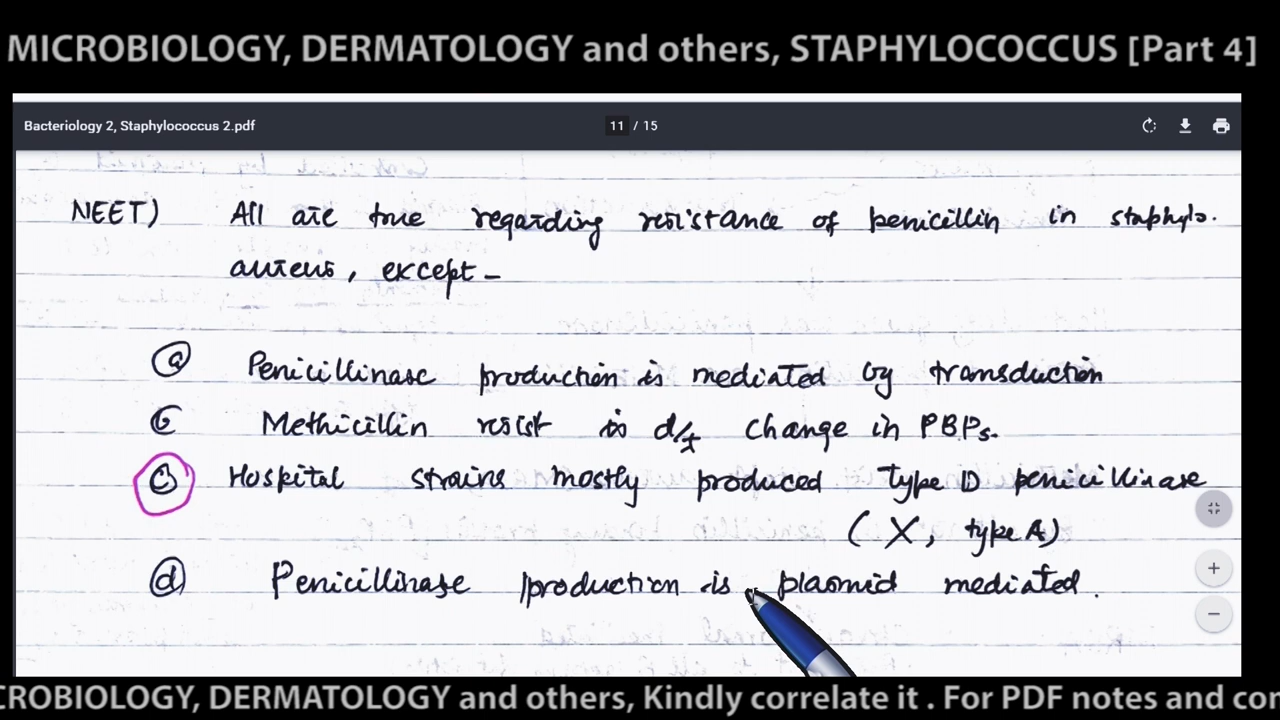 MICROBIOLOGY, DERMATOLOGY and others, STAPHYLOCOCCUS [Part 4]
Bacteriology 2, Staphylococcus 2.pdf 11 / 15
NEET) All are true regarding resistance of penicillin in staphylo.
aureus, except -
(a) Penicillinase production is mediated by transduction
Methicillin resist is d/t change in PBPs.
(c) Hospital strains mostly produced type D penicillinase
(X, type A)
(d) Penicillinase production is plasmid mediated.
CROBIOLOGY, DERMATOLOGY and others, Kindly correlate it . For PDF notes and con